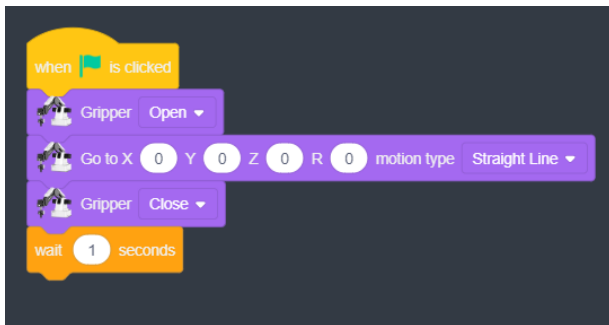 when is clicked
Gripper Open
Go to X 0 Y 0 Z 0 R 0 motion type Straight Line
Gripper Close
wait 1 seconds